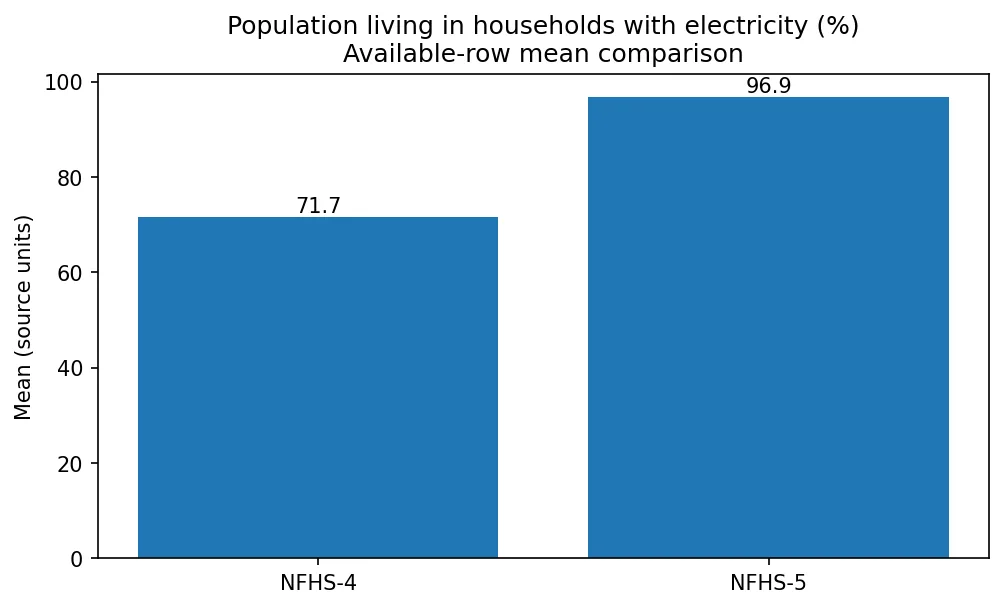 Population living in households with electricity (%)
Available-row mean comparison
Mean (source units)
100
80
60
40
20
0
71.7
96.9
NFHS-4
NFHS-5